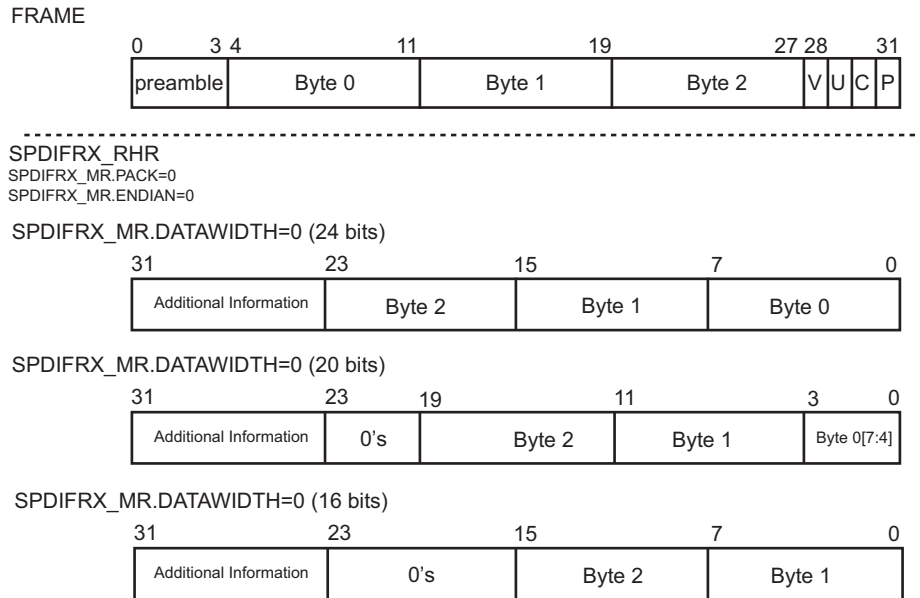 FRAME
0 3 4 11 19 27 28 31
preamble Byte 0 Byte 1 Byte 2 V U C P
SPDIFRX_RHR
SPDIFRX_MR.PACK=0
SPDIFRX_MR.ENDIAN=0
SPDIFRX_MR.DATAWIDTH=0 (24 bits)
31 23 15 7 0
Additional Information Byte 2 Byte 1 Byte 0
SPDIFRX_MR.DATAWIDTH=0 (20 bits)
31 23 19 11 3 0
Additional Information 0's Byte 2 Byte 1 Byte 0[7:4]
SPDIFRX_MR.DATAWIDTH=0 (16 bits)
31 23 15 7 0
Additional Information 0's Byte 2 Byte 1